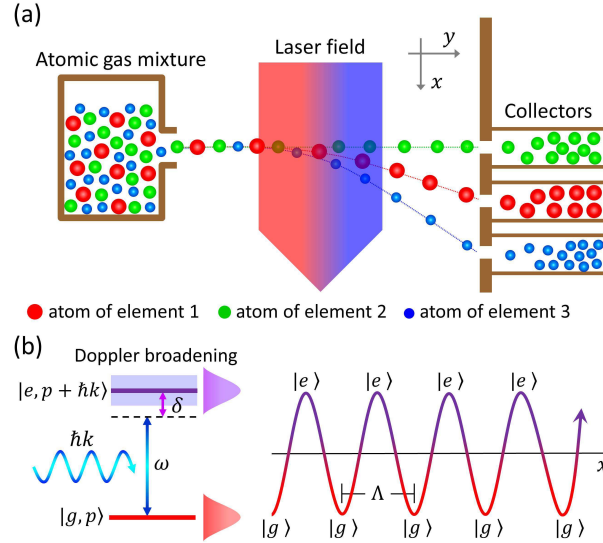 (a)
Laser field
Atomic gas mixture
y
x
Collectors
atom of element 1
atom of element 2
atom of element 3
(b)
Doppler broadening
|e, p + ħk⟩
δ
ħk
ω
|g, p⟩
|e ⟩ |e ⟩ |e ⟩ |e ⟩
Λ
x
|g ⟩ |g ⟩ |g ⟩ |g ⟩ |g ⟩